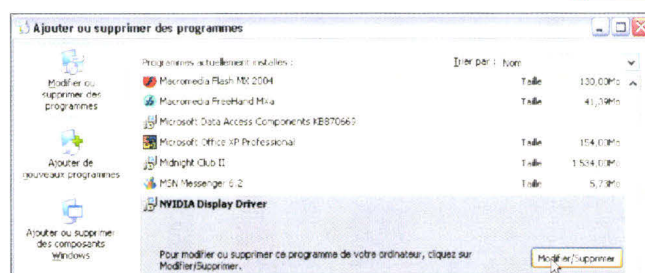 Ajouter ou supprimer des programmes
Modifier ou
supprimer des
programmes
Programmes actuellement installés :
Trier par : Nom
Macromedia Flash MX 2004 Taille 130,00Mo
Macromedia FreeHand MXa Taille 41,39Mo
Microsoft Data Access Components KB870669
Microsoft Office XP Professional Taille 154,00Mo
Ajouter de
nouveaux programmes
Midnight Club II Taille 1 534,00Mo
MSN Messenger 6.2 Taille 5,73Mo
NVIDIA Display Driver
Ajouter ou supprimer
des composants
Windows
Pour modifier ou supprimer ce programme de votre ordinateur, cliquez sur
Modifier/Supprimer.
Modifier/Supprimer